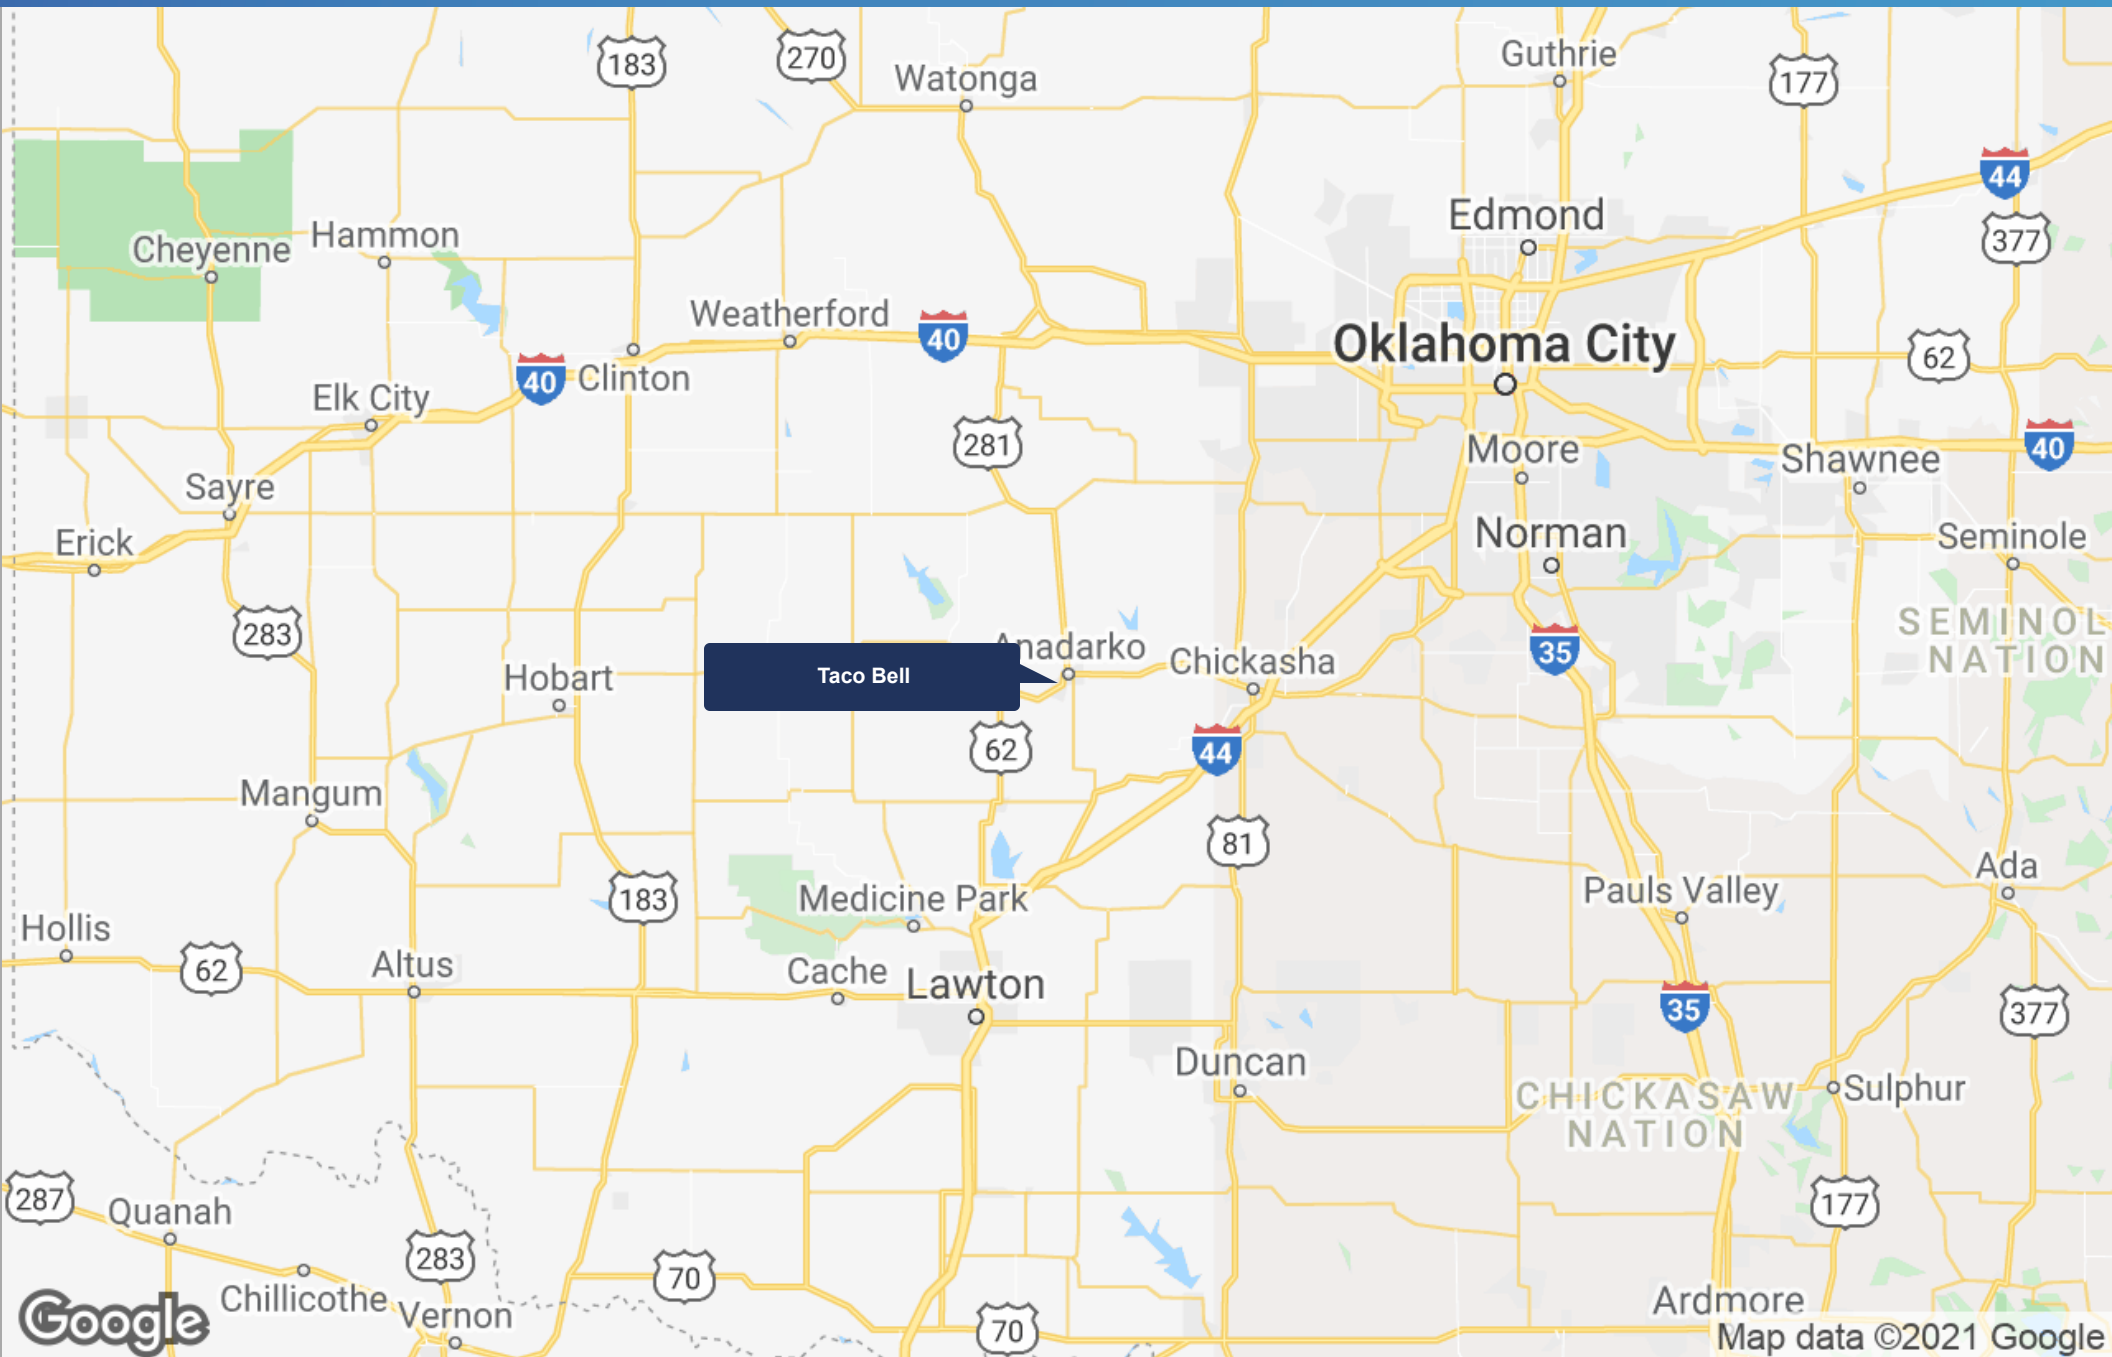 183
270
Watonga
Guthrie
177
44
377
Edmond
Cheyenne
Hammon
Weatherford
40
Oklahoma City
62
40
Clinton
Elk City
281
Moore
Shawnee
40
Sayre
Erick
Norman
Seminole
283
SEMINOL
NATION
Anadarko
Chickasha
35
Hobart
Taco Bell
62
44
Mangum
81
Ada
183
Medicine Park
Pauls Valley
Hollis
62
Altus
Cache
Lawton
35
377
Duncan
CHICKASAW
NATION
Sulphur
287
Quanah
177
283
70
Chillicothe
Vernon
70
Ardmore
Google
Map data ©2021 Google